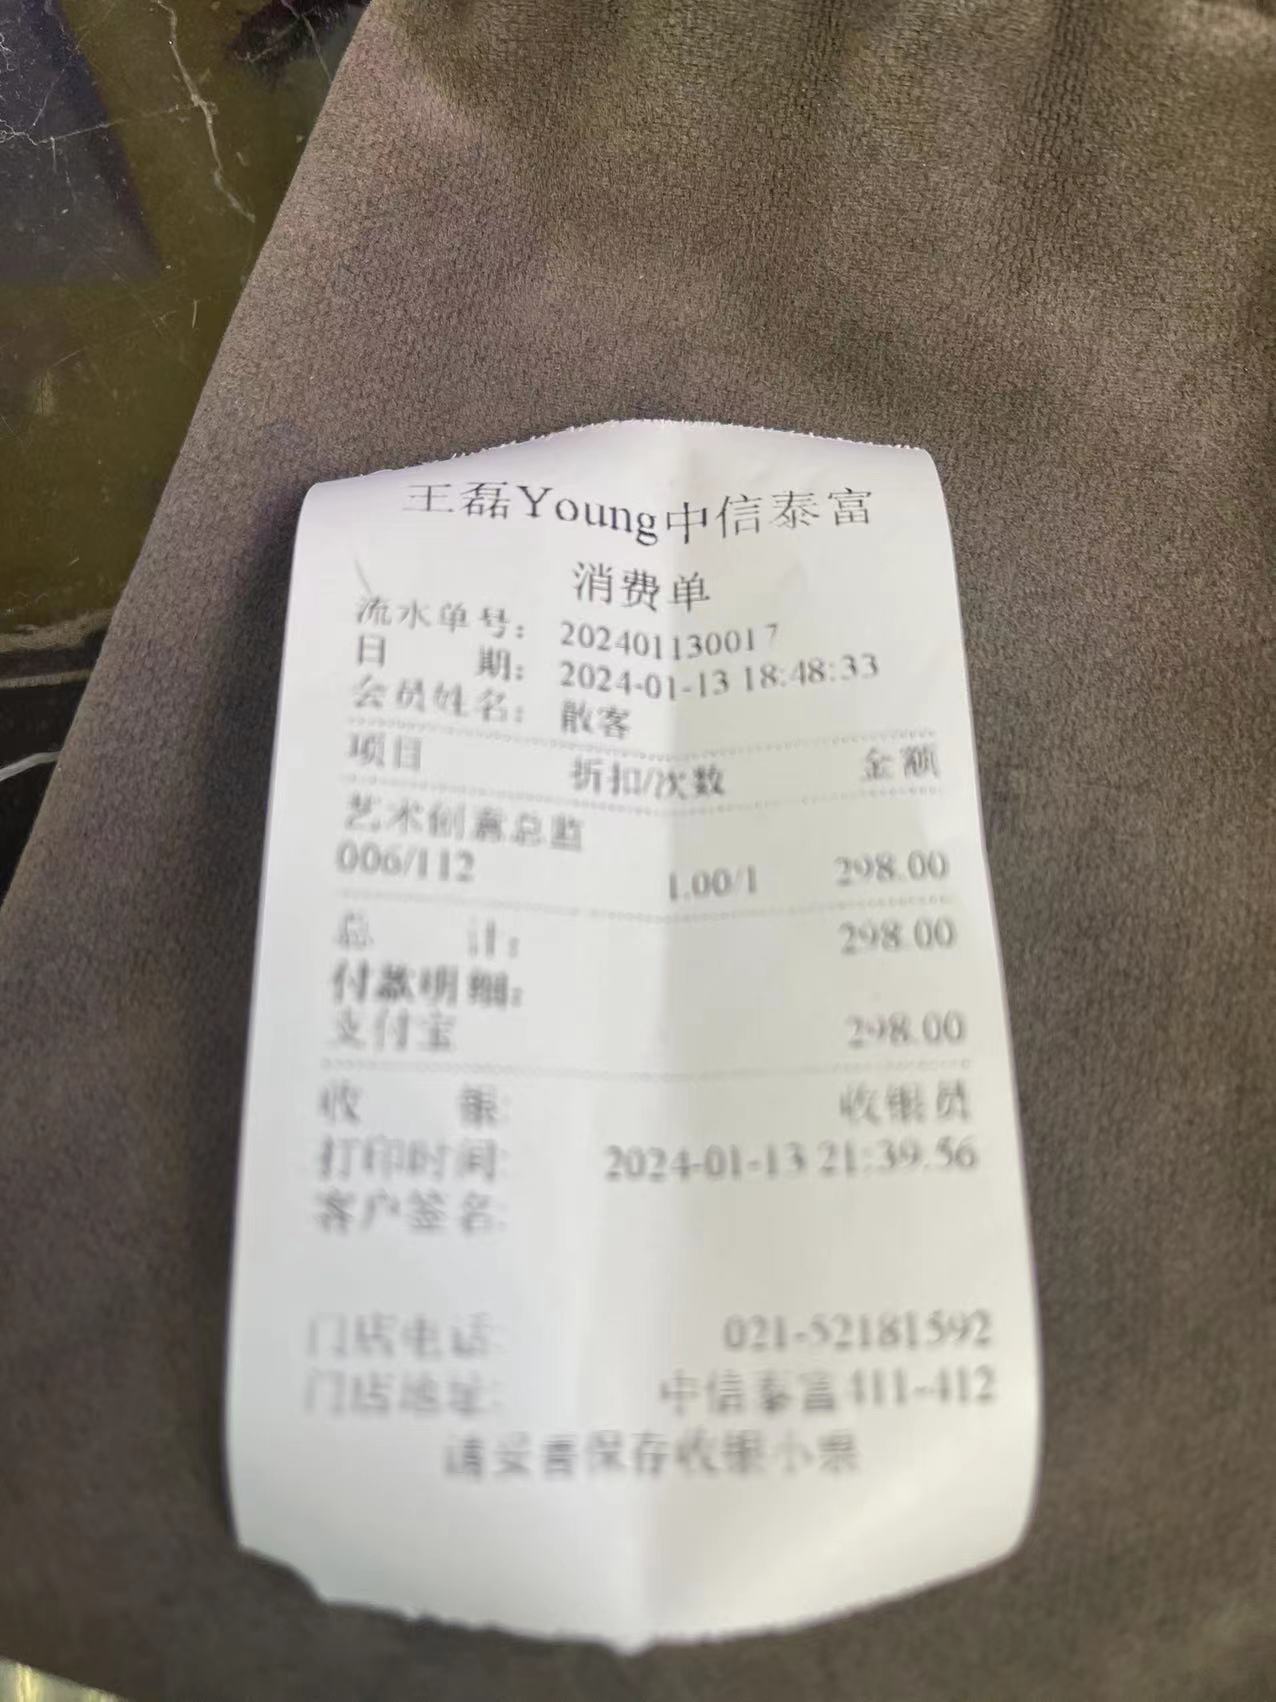 王磊Young中信泰富
消费单
流水单号： 202401130017
日 期： 2024-01-13 18:48:33
会员姓名： 散客
项目 折扣/次数 金额
艺术创意总监
006/112 1.00/1 298.00
总 计： 298.00
付款明细：
支付宝 298.00
收 银: 收银员
打印时间: 2024-01-13 21:39:56
客户签名:
门店电话: 021-52181592
门店地址: 中信泰富411-412
请妥善保存收银小票